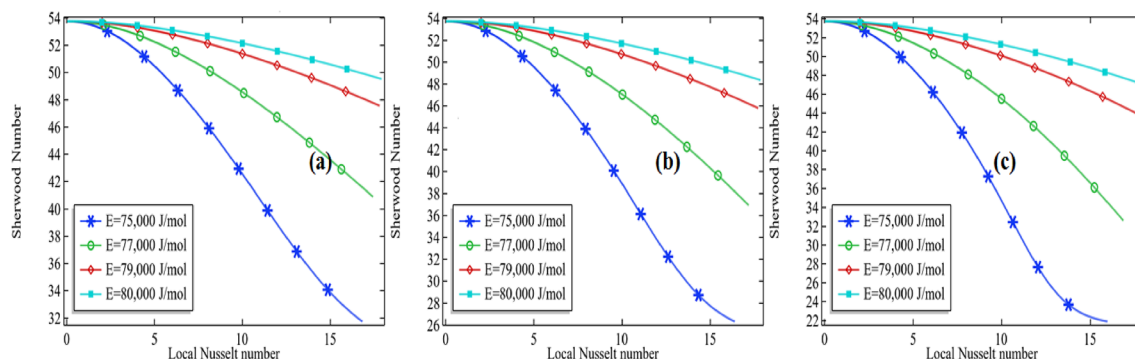 Sherwood Number
54
52
50
48
46
44
42
40
38
36
34
32
(a)
E=75,000 J/mol
E=77,000 J/mol
E=79,000 J/mol
E=80,000 J/mol
0 5 10 15
Local Nusselt number
Sherwood Number
54
52
50
48
46
44
42
40
38
36
34
32
30
28
26
(b)
E=75,000 J/mol
E=77,000 J/mol
E=79,000 J/mol
E=80,000 J/mol
0 5 10 15
Local Nusselt number
Sherwood Number
54
52
50
48
46
44
42
40
38
36
34
32
30
28
26
24
22
(c)
E=75,000 J/mol
E=77,000 J/mol
E=79,000 J/mol
E=80,000 J/mol
0 5 10 15
Local Nusselt number